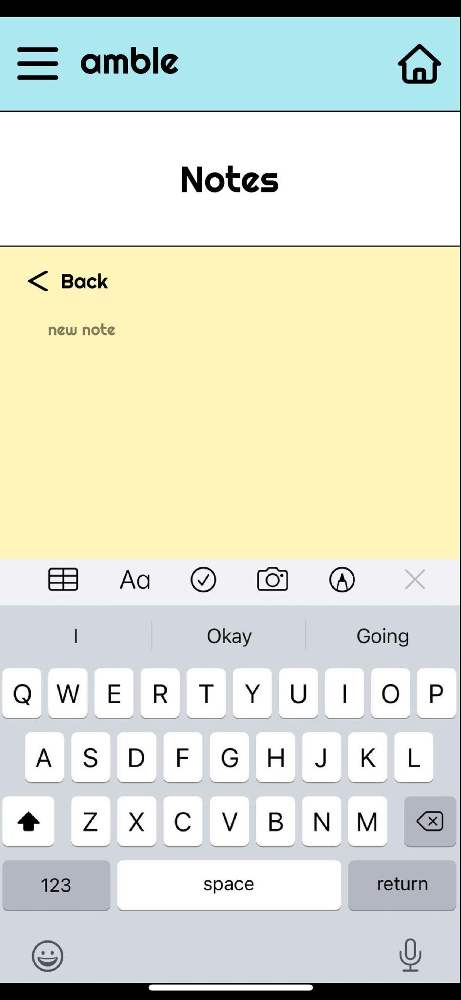 amble
Notes
< Back
new note
Aa
I Okay Going
Q W E R T Y U I O P
A S D F G H J K L
Z X C V B N M
123 space return